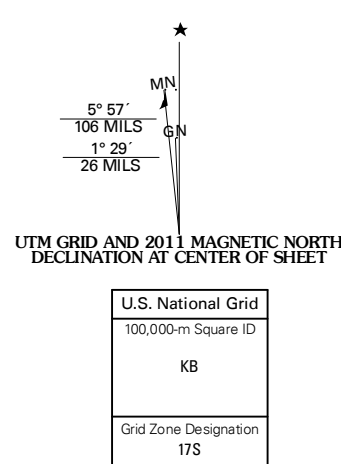 ★
MN
5° 57´
106 MILS
GN
1° 29´
26 MILS
UTM GRID AND 2011 MAGNETIC NORTH
DECLINATION AT CENTER OF SHEET
U.S. National Grid
100,000-m Square ID
KB
Grid Zone Designation
17S